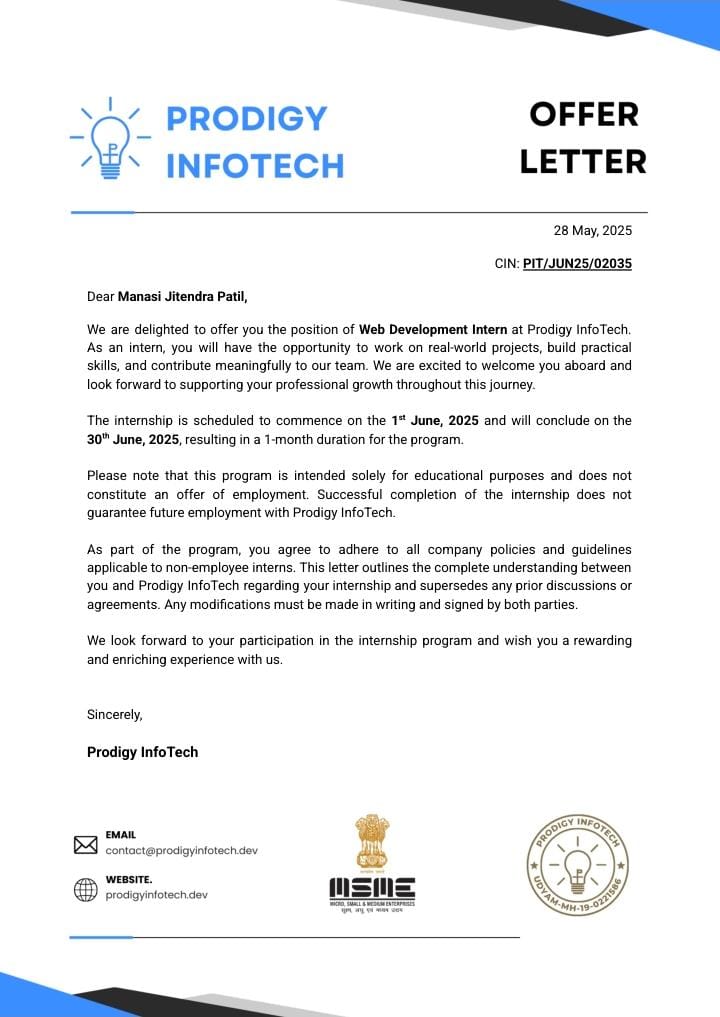 PRODIGY
INFOTECH
OFFER
LETTER
28 May, 2025
CIN: PIT/JUN25/02035
Dear Manasi Jitendra Patil,
We are delighted to offer you the position of Web Development Intern at Prodigy InfoTech.
As an intern, you will have the opportunity to work on real-world projects, build practical
skills, and contribute meaningfully to our team. We are excited to welcome you aboard and
look forward to supporting your professional growth throughout this journey.
The internship is scheduled to commence on the 1st June, 2025 and will conclude on the
30th June, 2025, resulting in a 1-month duration for the program.
Please note that this program is intended solely for educational purposes and does not
constitute an offer of employment. Successful completion of the internship does not
guarantee future employment with Prodigy InfoTech.
As part of the program, you agree to adhere to all company policies and guidelines
applicable to non-employee interns. This letter outlines the complete understanding between
you and Prodigy InfoTech regarding your internship and supersedes any prior discussions or
agreements. Any modifications must be made in writing and signed by both parties.
We look forward to your participation in the internship program and wish you a rewarding
and enriching experience with us.
Sincerely,
Prodigy InfoTech
EMAIL
contact@prodigyinfotech.dev
WEBSITE.
prodigyinfotech.dev
MSME
MICRO, SMALL & MEDIUM ENTERPRISES
सूक्ष्म, लघु एवं मध्यम उद्यम
PRODIGY INFOTECH
UDYAM-MH-19-0221586